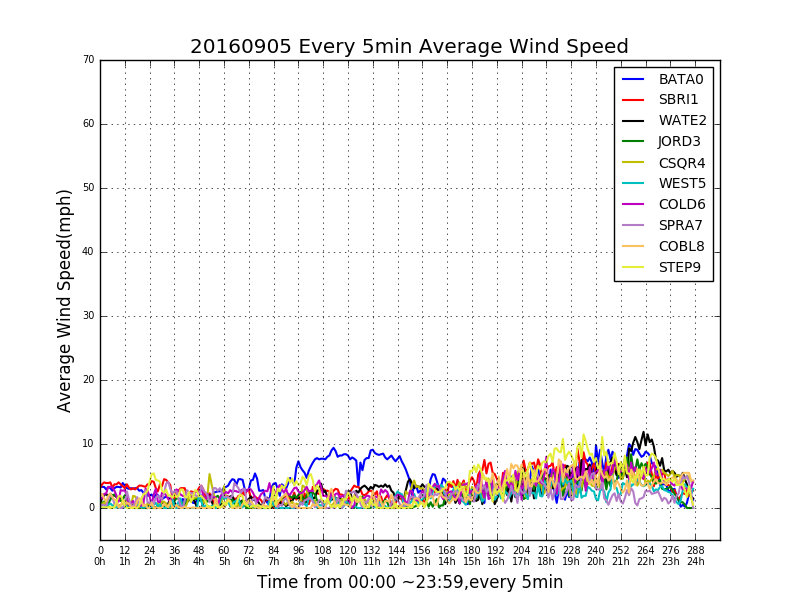 20160905 Every 5min Average Wind Speed
70
60
50
40
30
20
10
0
Average Wind Speed(mph)
BATA0
SBRI1
WATE2
JORD3
CSQR4
WEST5
COLD6
SPRA7
COBL8
STEP9
0 12 24 36 48 60 72 84 96 108 120 132 144 156 168 180 192 204 216 228 240 252 264 276 288
0h 1h 2h 3h 4h 5h 6h 7h 8h 9h 10h 11h 12h 13h 14h 15h 16h 17h 18h 19h 20h 21h 22h 23h 24h
Time from 00:00 ~23:59,every 5min